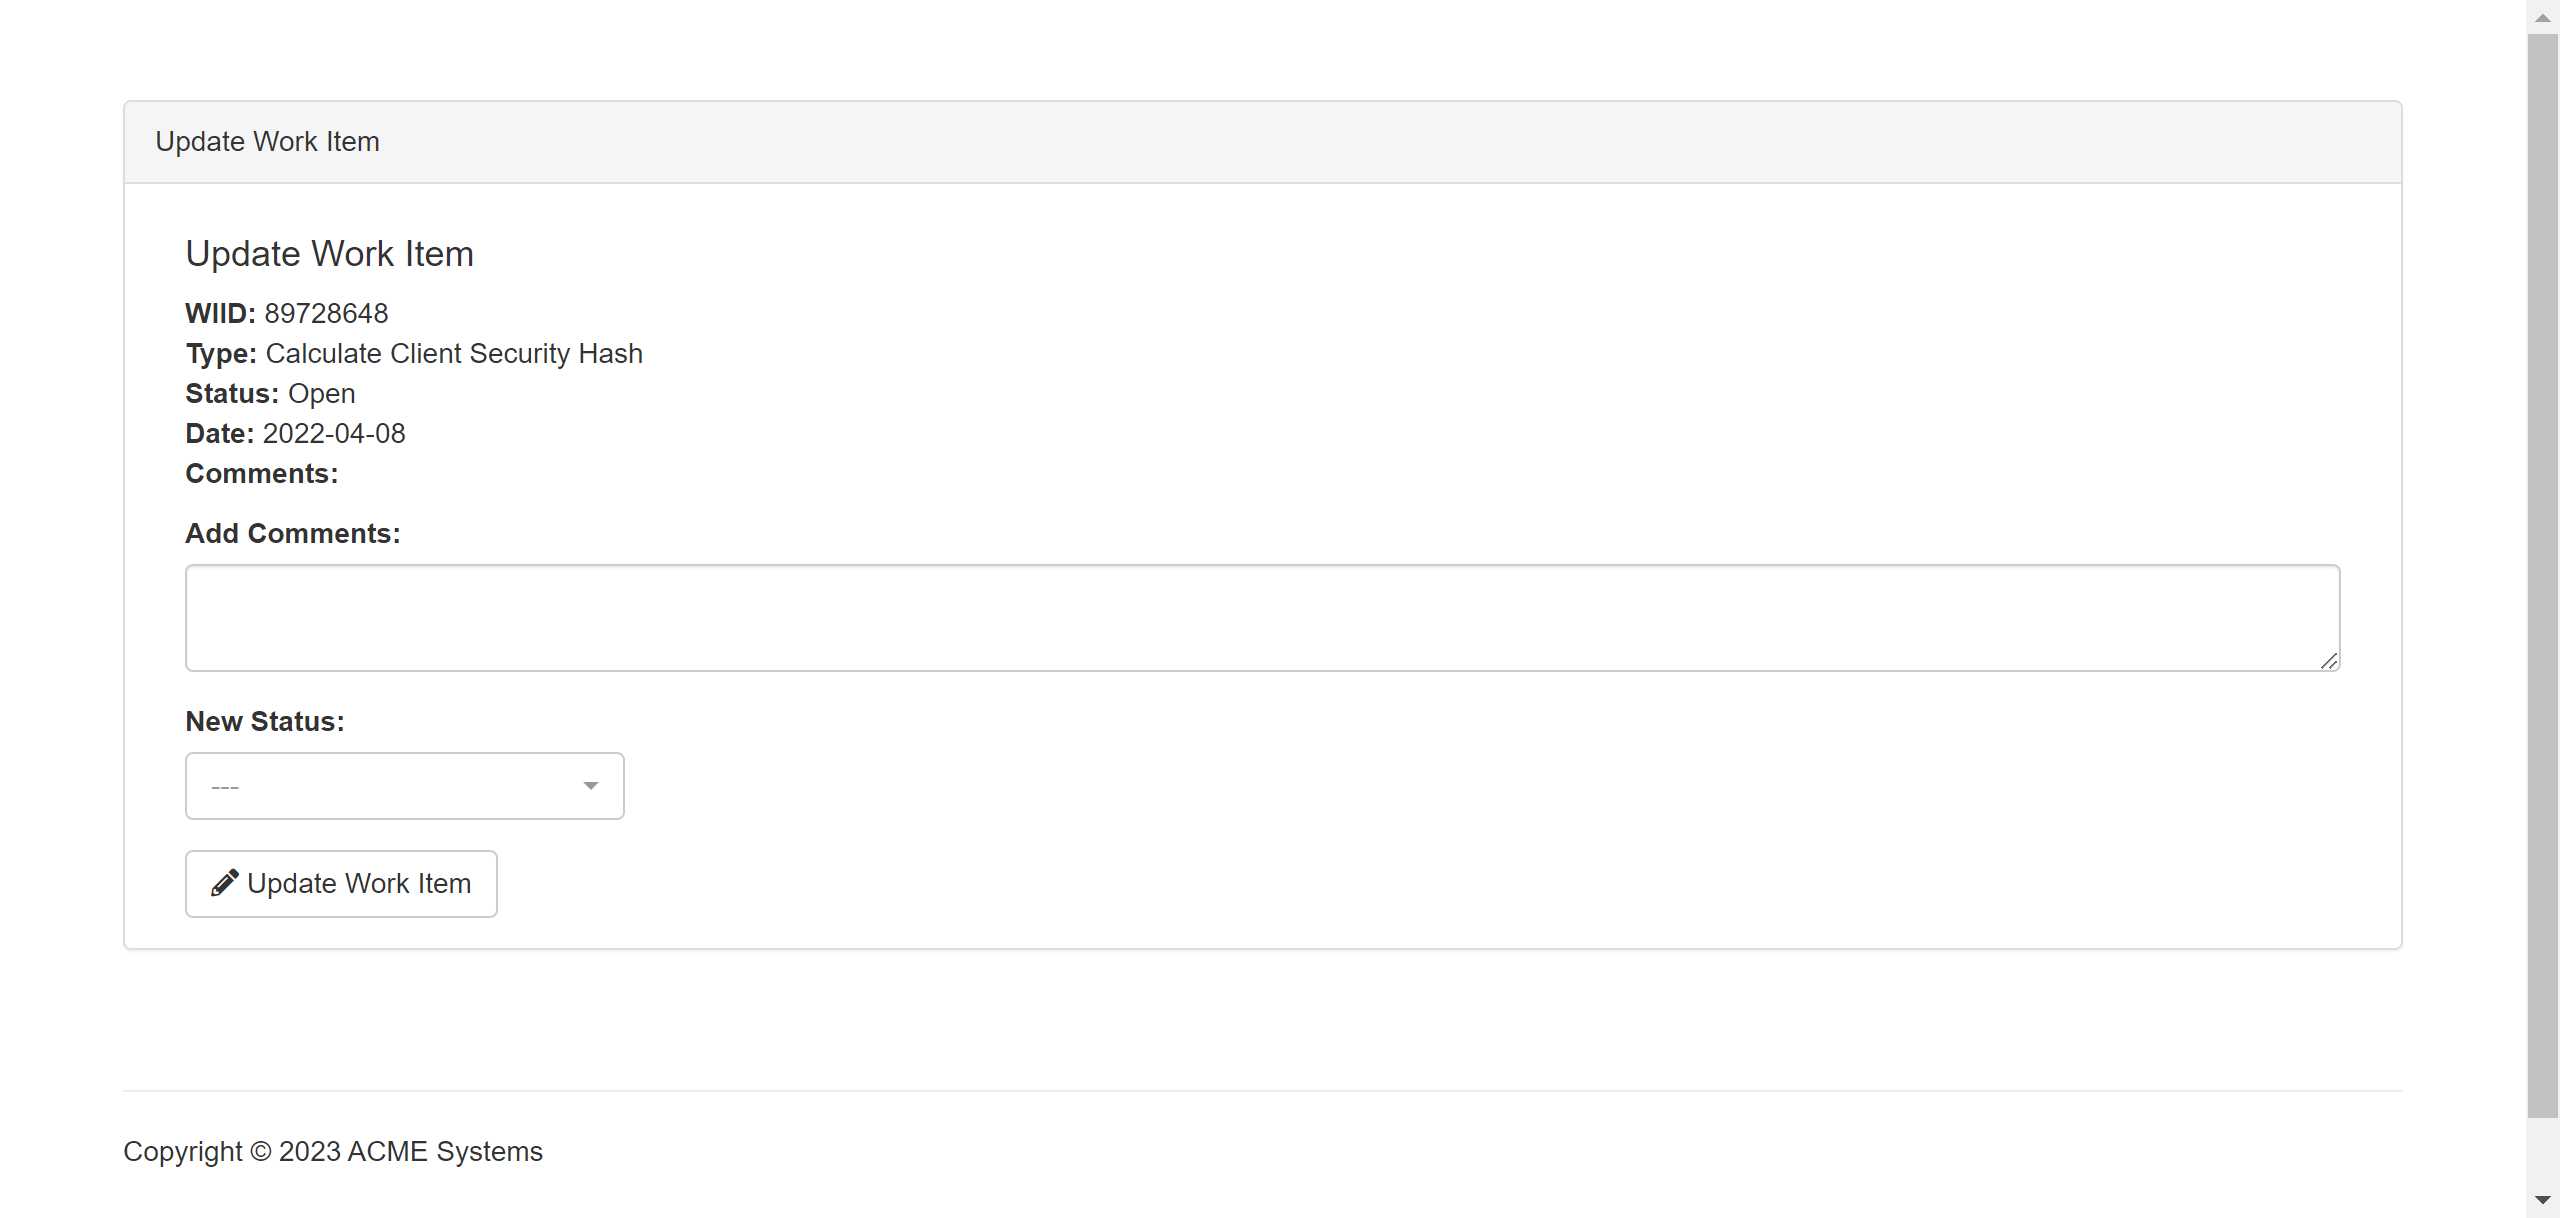 Update Work Item
Update Work Item
WIID: 89728648
Type: Calculate Client Security Hash
Status: Open
Date: 2022-04-08
Comments:
Add Comments:
New Status:
---
Update Work Item
Copyright © 2023 ACME Systems